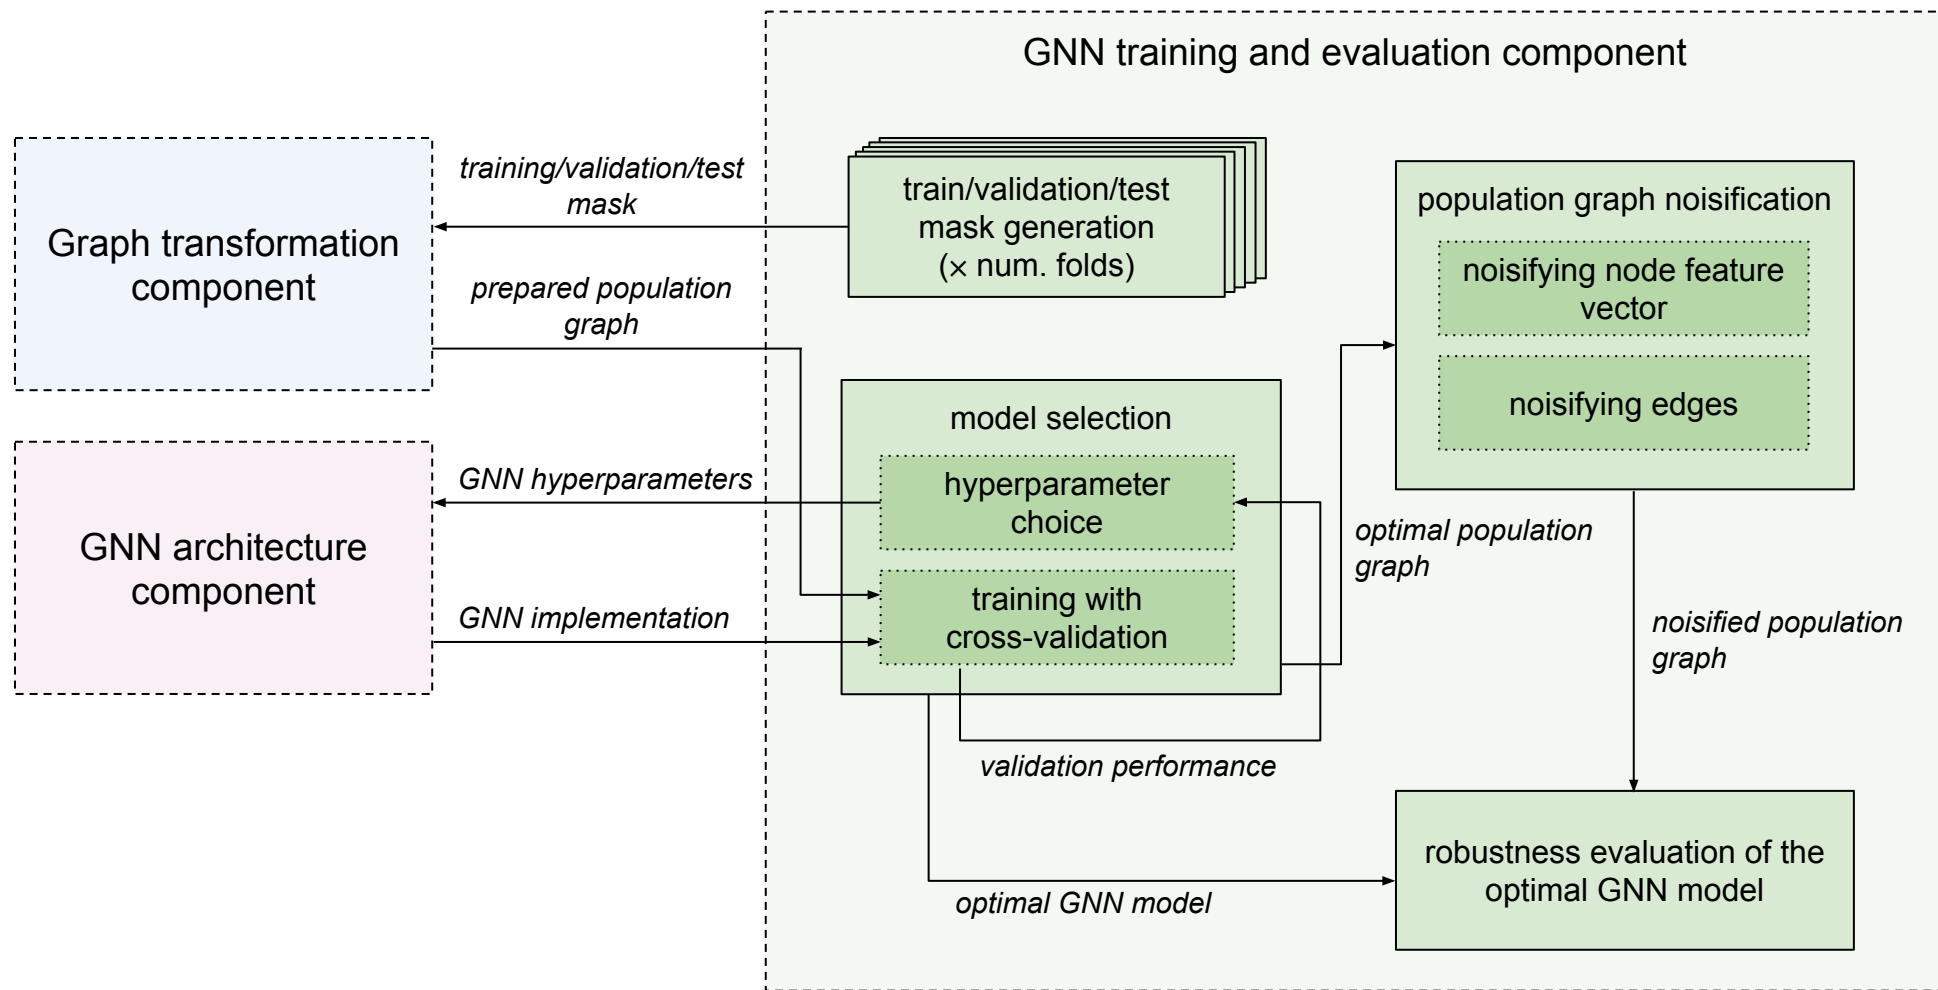 GNN training and evaluation component
training/validation/test
mask
train/validation/test
mask generation
(× num. folds)
population graph noisification
noisifying node feature
vector
noisifying edges
Graph transformation
component
prepared population
graph
model selection
hyperparameter
choice
training with
cross-validation
GNN hyperparameters
GNN architecture
component
GNN implementation
optimal population
graph
noisified population
graph
validation performance
optimal GNN model
robustness evaluation of the
optimal GNN model